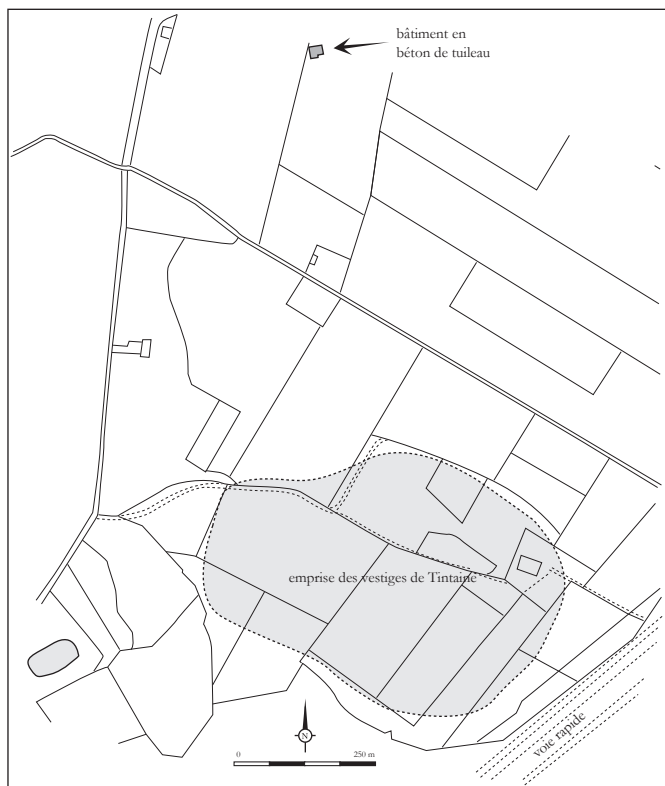 bâtiment en
béton de tuileau
emprise des vestiges de Tintaine
voie rapide
N
0 250 m